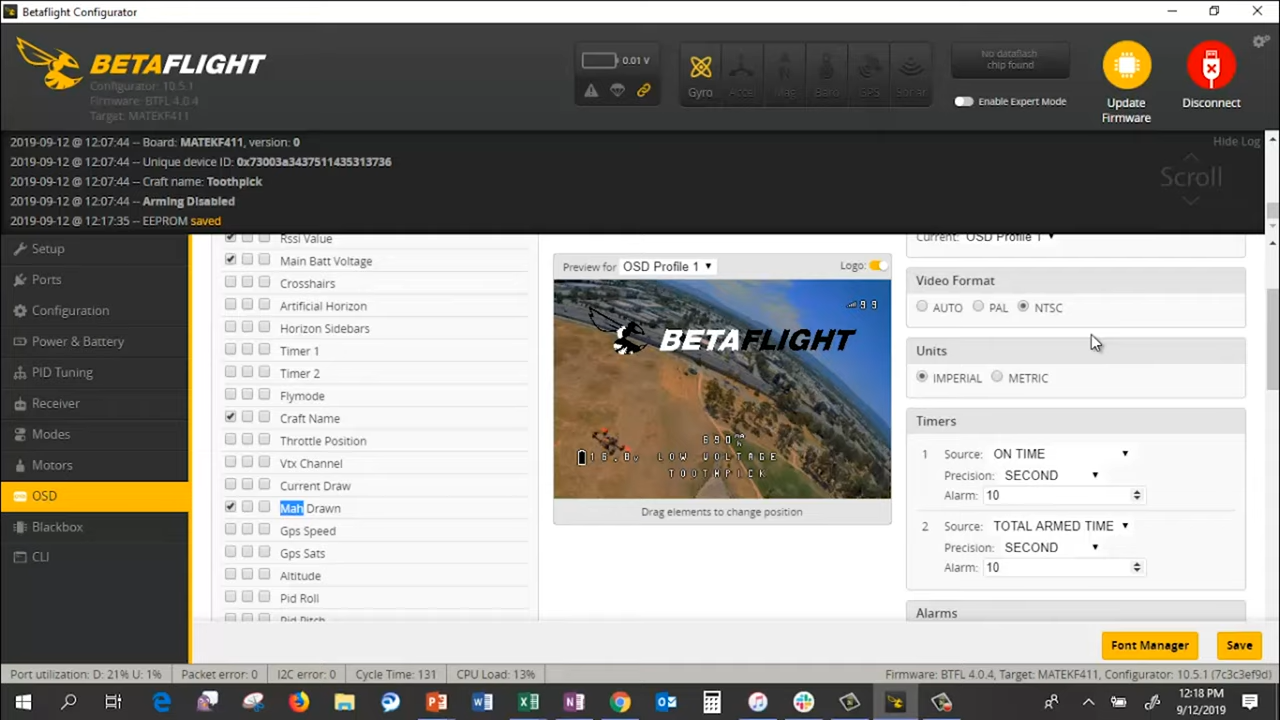 Betaflight Configurator
BETAFLIGHT
Configurator: 10.5.1
Firmware: BTFL 4.0.4
Target: MATEKF411
0.01 V
Gyro
Accel
Mag
Baro
GPS
Sonar
No dataflash
chip found
Enable Expert Mode
Update
Firmware
Disconnect
2019-09-12 @ 12:07:44 -- Board: MATEKF411, version: 0
2019-09-12 @ 12:07:44 -- Unique device ID: 0x73003a3437511435313736
2019-09-12 @ 12:07:44 -- Craft name: Toothpick
2019-09-12 @ 12:07:44 -- Arming Disabled
2019-09-12 @ 12:17:35 -- EEPROM saved
Hide Log
Scroll
Setup
Ports
Configuration
Power & Battery
PID Tuning
Receiver
Modes
Motors
OSD
Blackbox
CLI
Rssi Value
Main Batt Voltage
Crosshairs
Artificial Horizon
Horizon Sidebars
Timer 1
Timer 2
Flymode
Craft Name
Throttle Position
Vtx Channel
Current Draw
Mah Drawn
Gps Speed
Gps Sats
Altitude
Pid Roll
Pid Pitch
Preview for OSD Profile 1
Logo:
99
BETAFLIGHT
690
16.8v LOW VOLTAGE
TOOTHPICK
Drag elements to change position
Current: OSD Profile 1
Video Format
AUTO PAL NTSC
Units
IMPERIAL METRIC
Timers
1 Source: ON TIME
Precision: SECOND
Alarm: 10
2 Source: TOTAL ARMED TIME
Precision: SECOND
Alarm: 10
Alarms
Font Manager
Save
Port utilization: D: 21% U: 1%
Packet error: 0
I2C error: 0
Cycle Time: 131
CPU Load: 13%
Firmware: BTFL 4.0.4, Target: MATEKF411, Configurator: 10.5.1 (7c3c3ef9d)
12:18 PM
9/12/2019